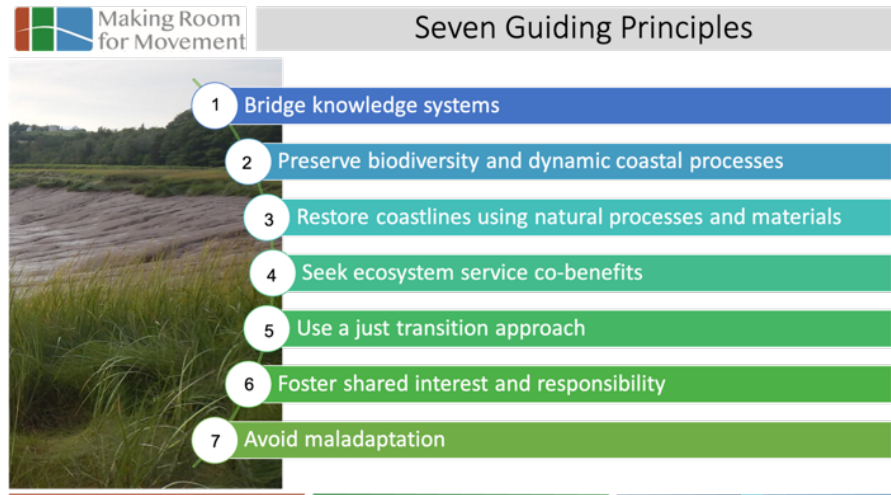 Making Room
for Movement
Seven Guiding Principles
1 Bridge knowledge systems
2 Preserve biodiversity and dynamic coastal processes
3 Restore coastlines using natural processes and materials
4 Seek ecosystem service co-benefits
5 Use a just transition approach
6 Foster shared interest and responsibility
7 Avoid maladaptation